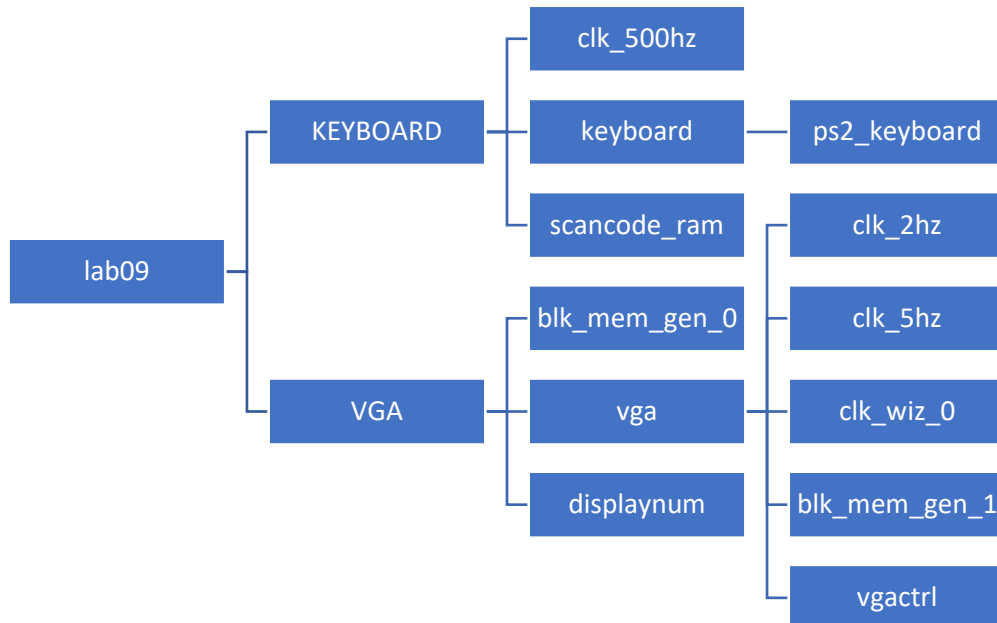 clk_500hz
KEYBOARD
keyboard
ps2_keyboard
scancode_ram
clk_2hz
lab09
blk_mem_gen_0
clk_5hz
VGA
vga
clk_wiz_0
displaynum
blk_mem_gen_1
vgactrl